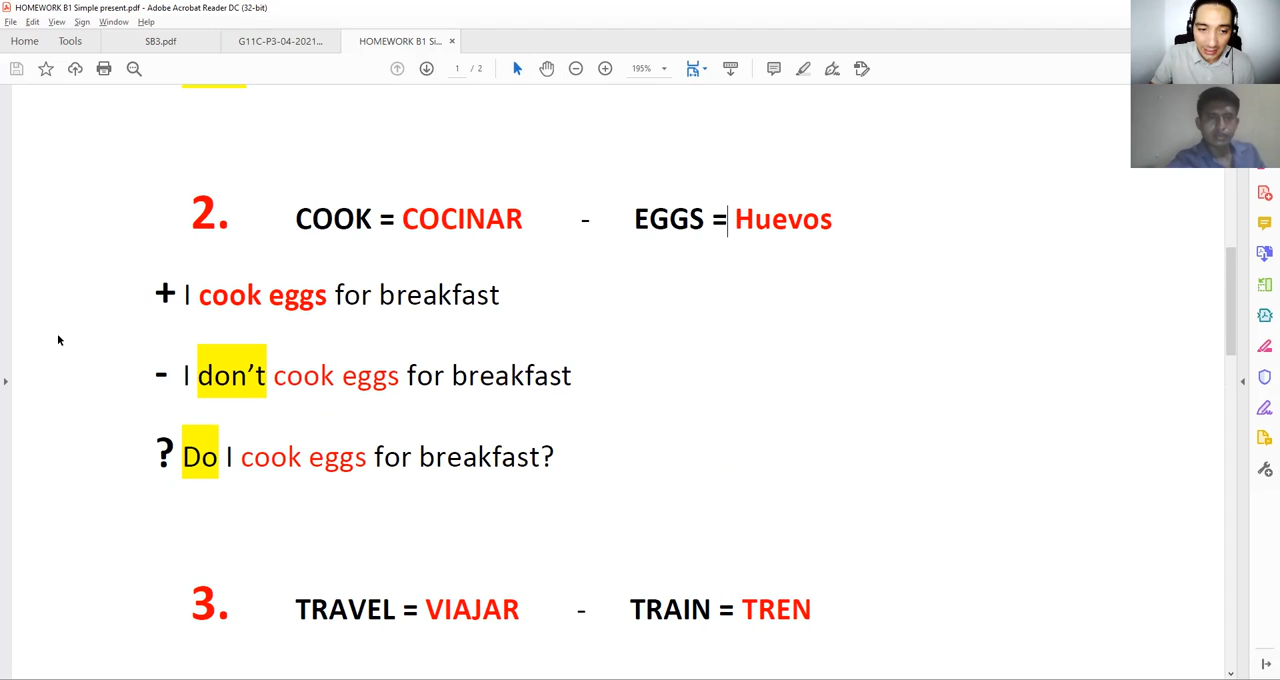 HOMEWORK B1 Simple present.pdf - Adobe Acrobat Reader DC (32-bit)
File Edit View Sign Window Help
Home Tools SB3.pdf G11C-P3-04-2021... HOMEWORK B1 Si... ×
1 / 2 195%
2. COOK = COCINAR - EGGS = Huevos
+ I cook eggs for breakfast
- I don’t cook eggs for breakfast
? Do I cook eggs for breakfast?
3. TRAVEL = VIAJAR - TRAIN = TREN